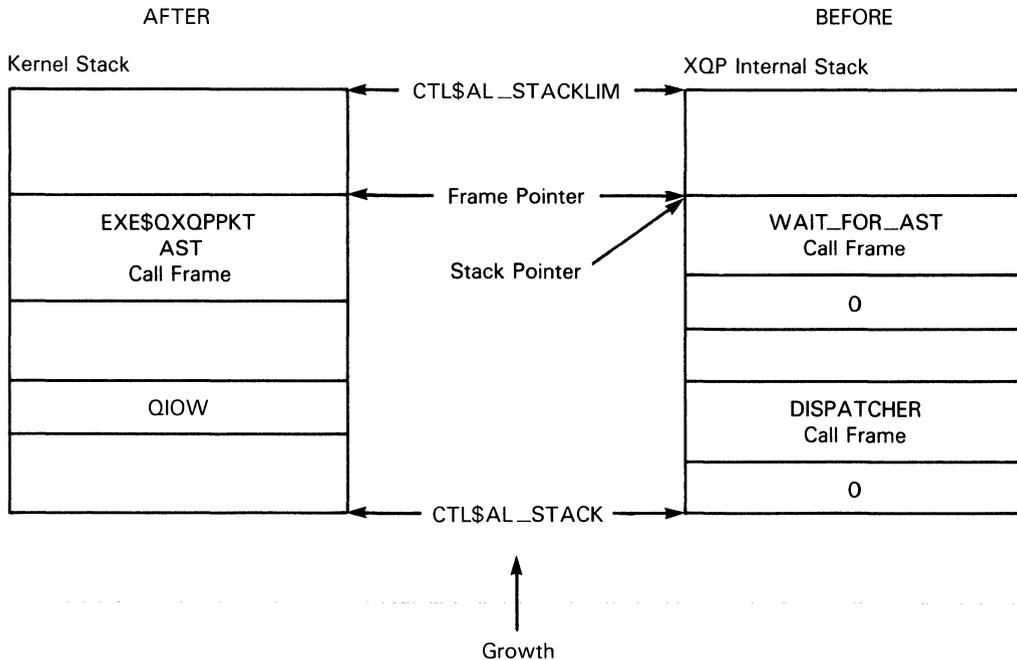 AFTER
BEFORE
Kernel Stack
XQP Internal Stack
CTL$AL_STACKLIM
Frame Pointer
EXE$QXQPPKT
AST
Call Frame
Stack Pointer
WAIT_FOR_AST
Call Frame
0
QIOW
DISPATCHER
Call Frame
0
CTL$AL_STACK
Growth